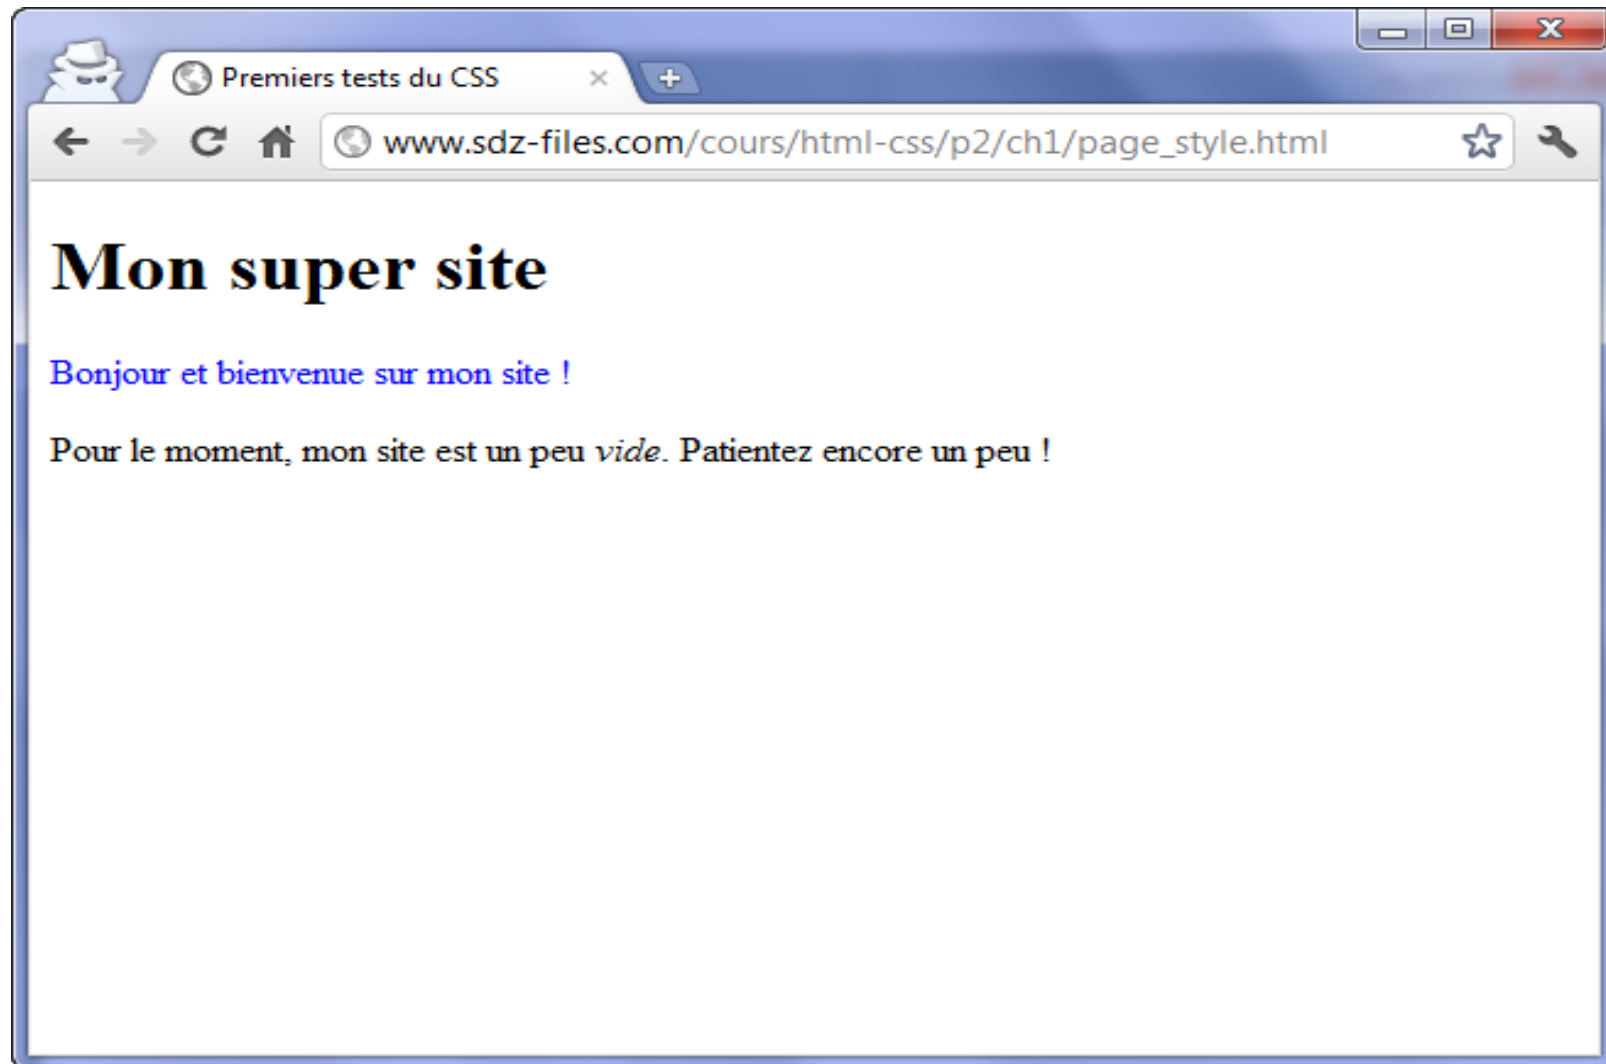 Premiers tests du CSS
www.sdz-files.com/cours/html-css/p2/ch1/page_style.html
Mon super site
Bonjour et bienvenue sur mon site !
Pour le moment, mon site est un peu vide. Patientez encore un peu !